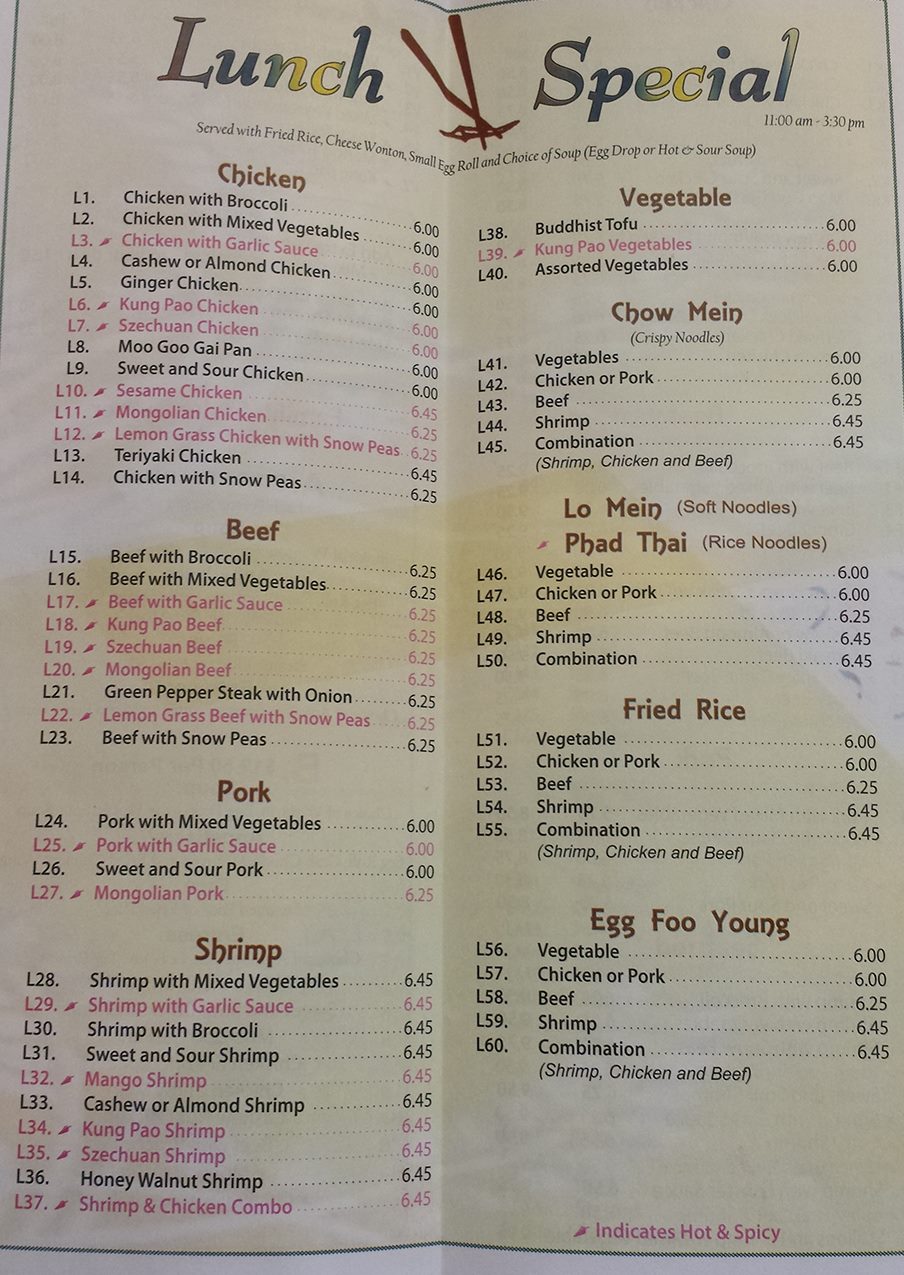 Lunch Special
11:00 am - 3:30 pm
Served with Fried Rice, Cheese Wonton, Small Egg Roll and Choice of Soup (Egg Drop or Hot & Sour Soup)
Chicken
L1. Chicken with Broccoli 6.00
L2. Chicken with Mixed Vegetables 6.00
L3. Chicken with Garlic Sauce 6.00
L4. Cashew or Almond Chicken 6.00
L5. Ginger Chicken 6.00
L6. Kung Pao Chicken 6.00
L7. Szechuan Chicken 6.00
L8. Moo Goo Gai Pan 6.00
L9. Sweet and Sour Chicken 6.00
L10. Sesame Chicken 6.45
L11. Mongolian Chicken 6.25
L12. Lemon Grass Chicken with Snow Peas 6.25
L13. Teriyaki Chicken 6.45
L14. Chicken with Snow Peas 6.25
Beef
L15. Beef with Broccoli 6.25
L16. Beef with Mixed Vegetables 6.25
L17. Beef with Garlic Sauce 6.25
L18. Kung Pao Beef 6.25
L19. Szechuan Beef 6.25
L20. Mongolian Beef 6.25
L21. Green Pepper Steak with Onion 6.25
L22. Lemon Grass Beef with Snow Peas 6.25
L23. Beef with Snow Peas 6.25
Pork
L24. Pork with Mixed Vegetables 6.00
L25. Pork with Garlic Sauce 6.00
L26. Sweet and Sour Pork 6.00
L27. Mongolian Pork 6.25
Shrimp
L28. Shrimp with Mixed Vegetables 6.45
L29. Shrimp with Garlic Sauce 6.45
L30. Shrimp with Broccoli 6.45
L31. Sweet and Sour Shrimp 6.45
L32. Mango Shrimp 6.45
L33. Cashew or Almond Shrimp 6.45
L34. Kung Pao Shrimp 6.45
L35. Szechuan Shrimp 6.45
L36. Honey Walnut Shrimp 6.45
L37. Shrimp & Chicken Combo 6.45
Vegetable
L38. Buddhist Tofu 6.00
L39. Kung Pao Vegetables 6.00
L40. Assorted Vegetables 6.00
Chow Mein
(Crispy Noodles)
L41. Vegetables 6.00
L42. Chicken or Pork 6.00
L43. Beef 6.25
L44. Shrimp 6.45
L45. Combination 6.45
(Shrimp, Chicken and Beef)
Lo Mein (Soft Noodles)
Phad Thai (Rice Noodles)
L46. Vegetable 6.00
L47. Chicken or Pork 6.00
L48. Beef 6.25
L49. Shrimp 6.45
L50. Combination 6.45
Fried Rice
L51. Vegetable 6.00
L52. Chicken or Pork 6.00
L53. Beef 6.25
L54. Shrimp 6.45
L55. Combination 6.45
(Shrimp, Chicken and Beef)
Egg Foo Young
L56. Vegetable 6.00
L57. Chicken or Pork 6.00
L58. Beef 6.25
L59. Shrimp 6.45
L60. Combination 6.45
(Shrimp, Chicken and Beef)
Indicates Hot & Spicy